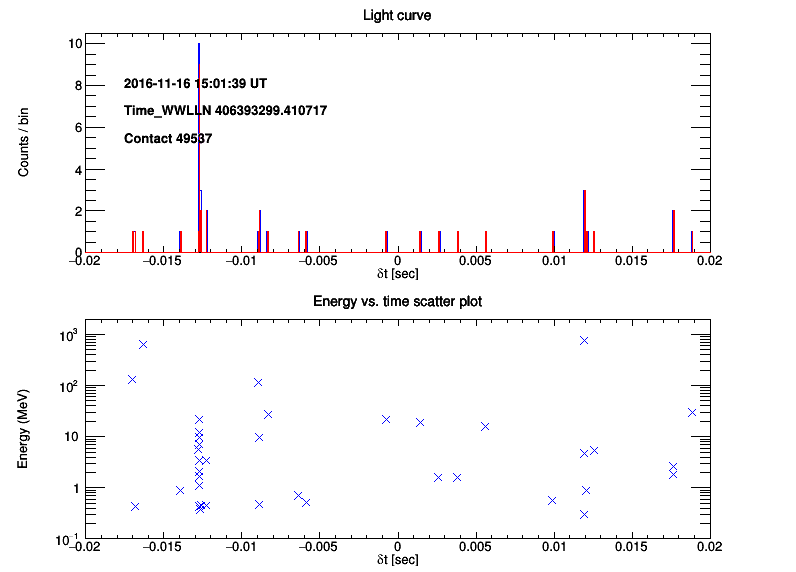 Light curve
Counts / bin
10
8
6
4
2
0
2016-11-16 15:01:39 UT
Time_WWLLN 406393299.410717
Contact 49537
−0.02 −0.015 −0.01 −0.005 0 0.005 0.01 0.015 0.02
δt [sec]
Energy vs. time scatter plot
Energy (MeV)
10³
10²
10
1
10⁻¹
−0.02 −0.015 −0.01 −0.005 0 0.005 0.01 0.015 0.02
δt [sec]